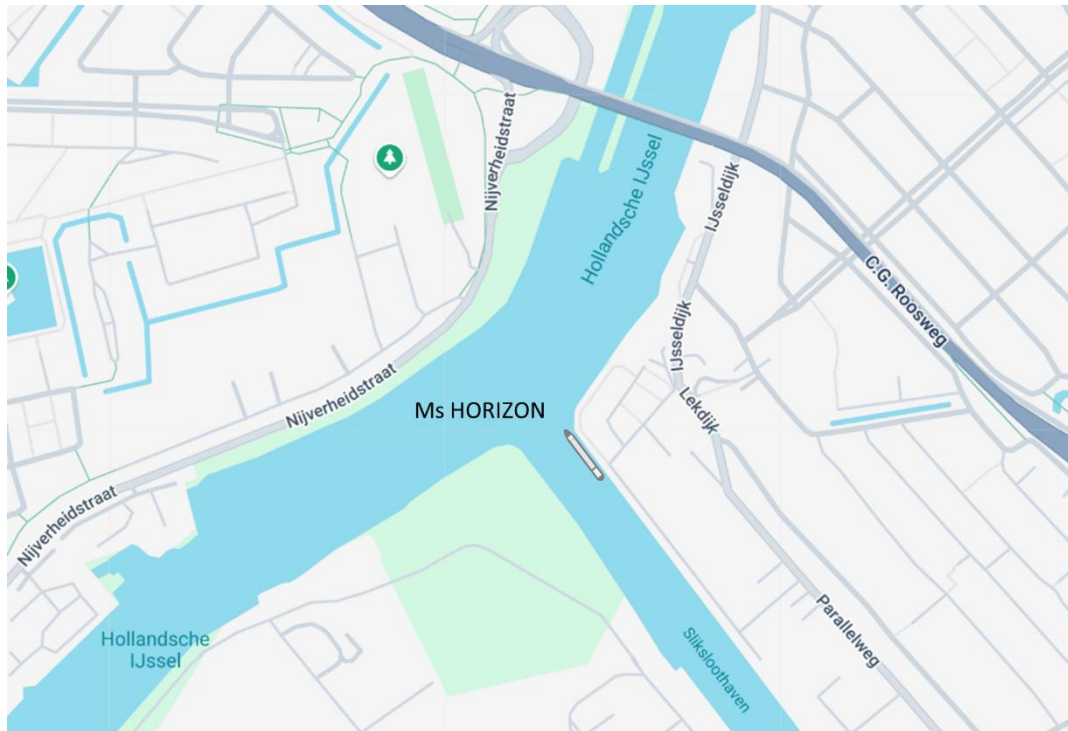 Nijverheidstraat
Hollandsche IJssel
IJsseldijk
C.G. Roosweg
IJsseldijk
Nijverheidstraat
Lekdijk
Ms HORIZON
Nijverheidstraat
Parallelweg
Sliksloothaven
Hollandsche
IJssel